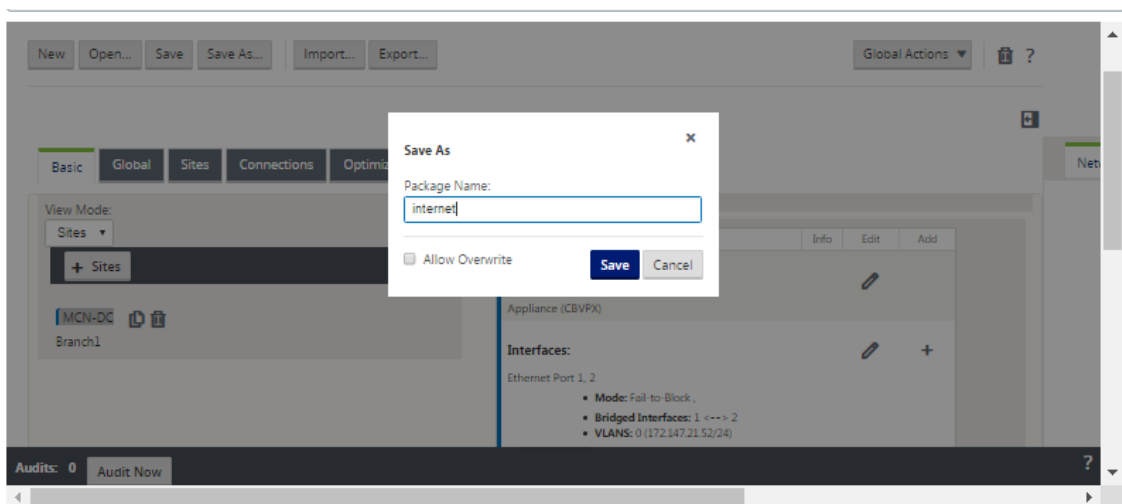 New Open... Save Save As... Import... Export... Global Actions ?
Basic Global Sites Connections Optimiz
Net
Save As
Package Name:
internet
Allow Overwrite Save Cancel
View Mode:
Sites
+ Sites
MCN-DC
Branch1
Info Edit Add
Appliance (CBVPX)
Interfaces: +
Ethernet Port 1, 2
• Mode: Fail-to-Block ,
• Bridged Interfaces: 1 <--> 2
• VLANS: 0 (172.147.21.52/24)
Audits: 0 Audit Now ?